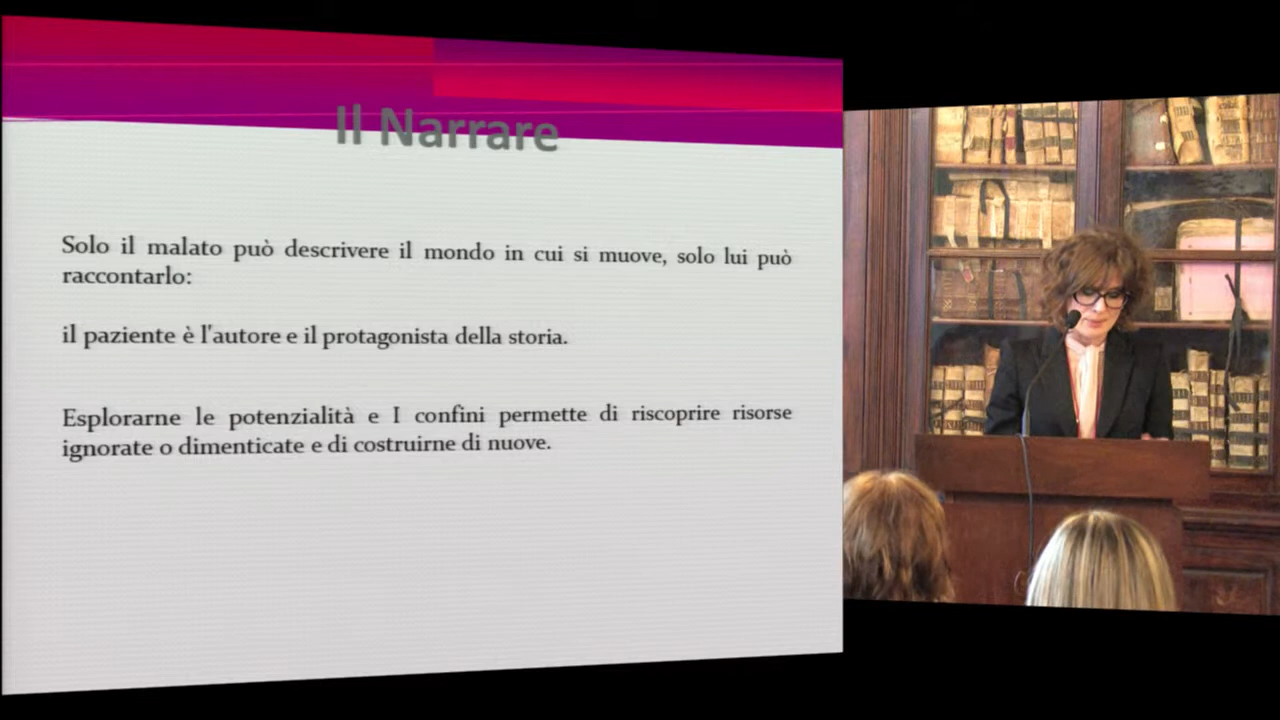 Il Narrare
Solo il malato può descrivere il mondo in cui si muove, solo lui può
raccontarlo:
il paziente è l'autore e il protagonista della storia.
Esplorarne le potenzialità e I confini permette di riscoprire risorse
ignorate o dimenticate e di costruirne di nuove.